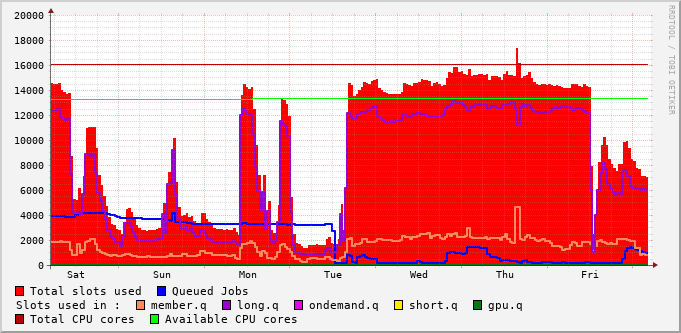 20000
18000
16000
14000
12000
10000
8000
6000
4000
2000
0
Sat Sun Mon Tue Wed Thu Fri
RRDTOOL / TOBI OETIKER
Total slots used Queued Jobs
Slots used in : member.q long.q ondemand.q short.q gpu.q
Total CPU cores Available CPU cores